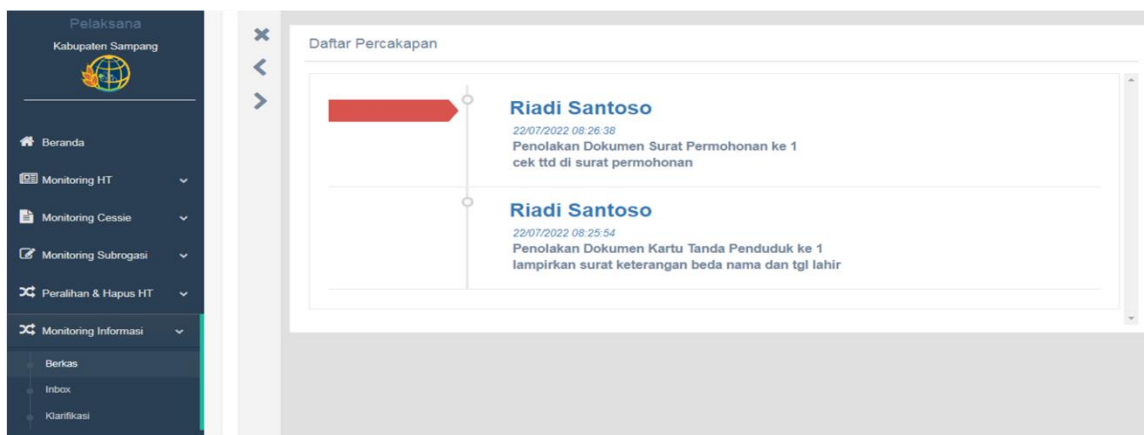 Pelaksana
Kabupaten Sampang
Beranda
Monitoring HT
Monitoring Cessie
Monitoring Subrogasi
Peralihan & Hapus HT
Monitoring Informasi
Berkas
Inbox
Klarifikasi
Daftar Percakapan
Riadi Santoso
22/07/2022 08:26:38
Penolakan Dokumen Surat Permohonan ke 1
cek ttd di surat permohonan
Riadi Santoso
22/07/2022 08:25:54
Penolakan Dokumen Kartu Tanda Penduduk ke 1
lampirkan surat keterangan beda nama dan tgl lahir